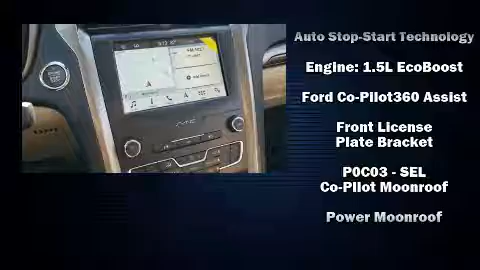 Auto Stop-Start Technology
Engine: 1.5L EcoBoost
Ford Co-Pilot360 Assist
Front License
Plate Bracket
P0C03 - SEL
Co-Pilot Moonroof
Power Moonroof
SYNC